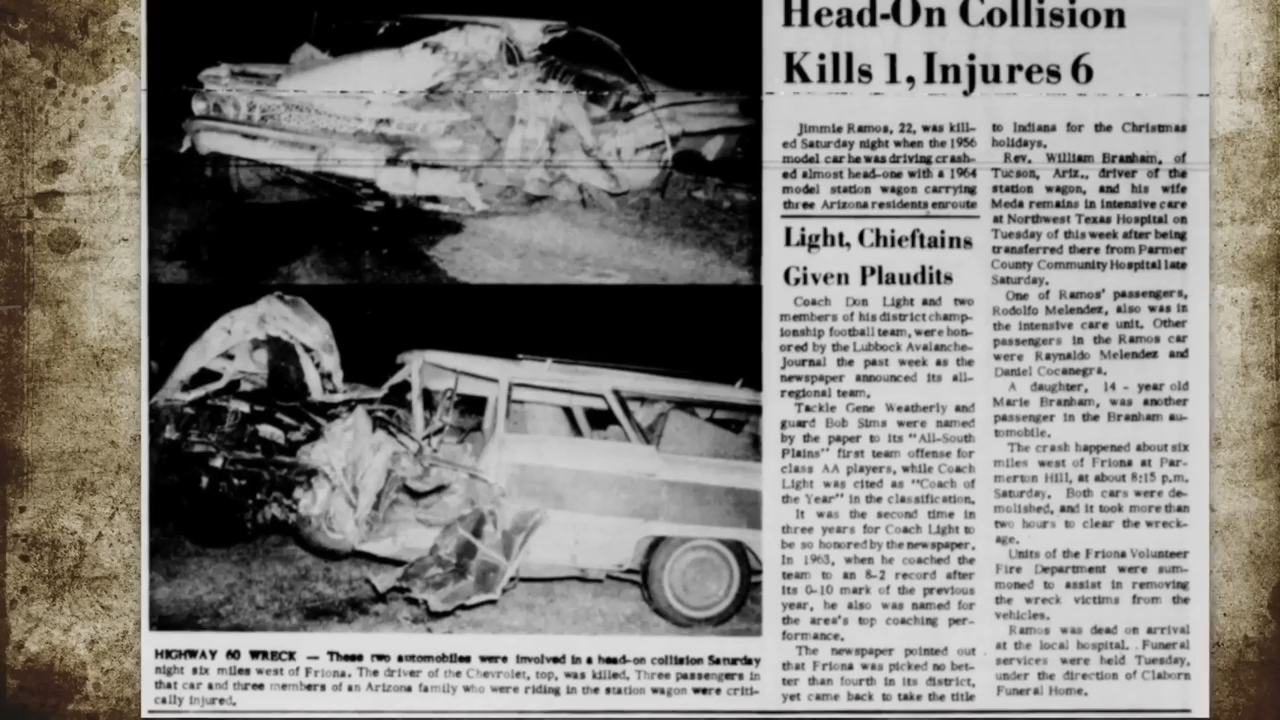 Head-On Collision
Kills 1, Injures 6
Jimmie Ramos, 22, was kill-
ed Saturday night when the 1956
model car he was driving crash-
ed almost head-one with a 1964
model station wagon carrying
three Arizona residents enroute
to Indiana for the Christmas
holidays.
Rev. William Branham, of
Tucson, Ariz., driver of the
station wagon, and his wife
Meda remains in intensive care
at Northwest Texas Hospital on
Tuesday of this week after being
transferred there from Parmer
County Community Hospital late
Saturday.
One of Ramos' passengers,
Rodolfo Melendez, also was in
the intensive care unit. Other
passengers in the Ramos car
were Raynaldo Melendez and
Daniel Cocanegra.
A daughter, 14 - year old
Marie Branham, was another
passenger in the Branham au-
tomobile.
The crash happened about six
miles west of Friona at Par-
merton Hill, at about 8:15 p.m.
Saturday. Both cars were de-
molished, and it took more than
two hours to clear the wreck-
age.
Units of the Friona Volunteer
Fire Department were sum-
moned to assist in removing
the wreck victims from the
vehicles.
Ramos was dead on arrival
at the local hospital. . Funeral
services were held Tuesday,
under the direction of Claborn
Funeral Home.
Light, Chieftains
Given Plaudits
Coach Don Light and two
members of his district champ-
ionship football team, were hon-
ored by the Lubbock Avalanche-
Journal the past week as the
newspaper announced its all-
regional team.
Tackle Gene Weatherly and
guard Bob Sims were named
by the paper to its "All-South
Plains" first team offense for
class AA players, while Coach
Light was cited as "Coach of
the Year" in the classification.
It was the second time in
three years for Coach Light to
be so honored by the newspaper.
In 1963, when he coached the
team to an 8-2 record after
its 0-10 mark of the previous
year, he also was named for
the area's top coaching per-
formance.
The newspaper pointed out
that Friona was picked no bet-
ter than fourth in its district,
yet came back to take the title
HIGHWAY 60 WRECK — These two automobiles were involved in a head-on collision Saturday
night six miles west of Friona. The driver of the Chevrolet, top, was killed. Three passengers in
that car and three members of an Arizona family who were riding in the station wagon were criti-
cally injured.